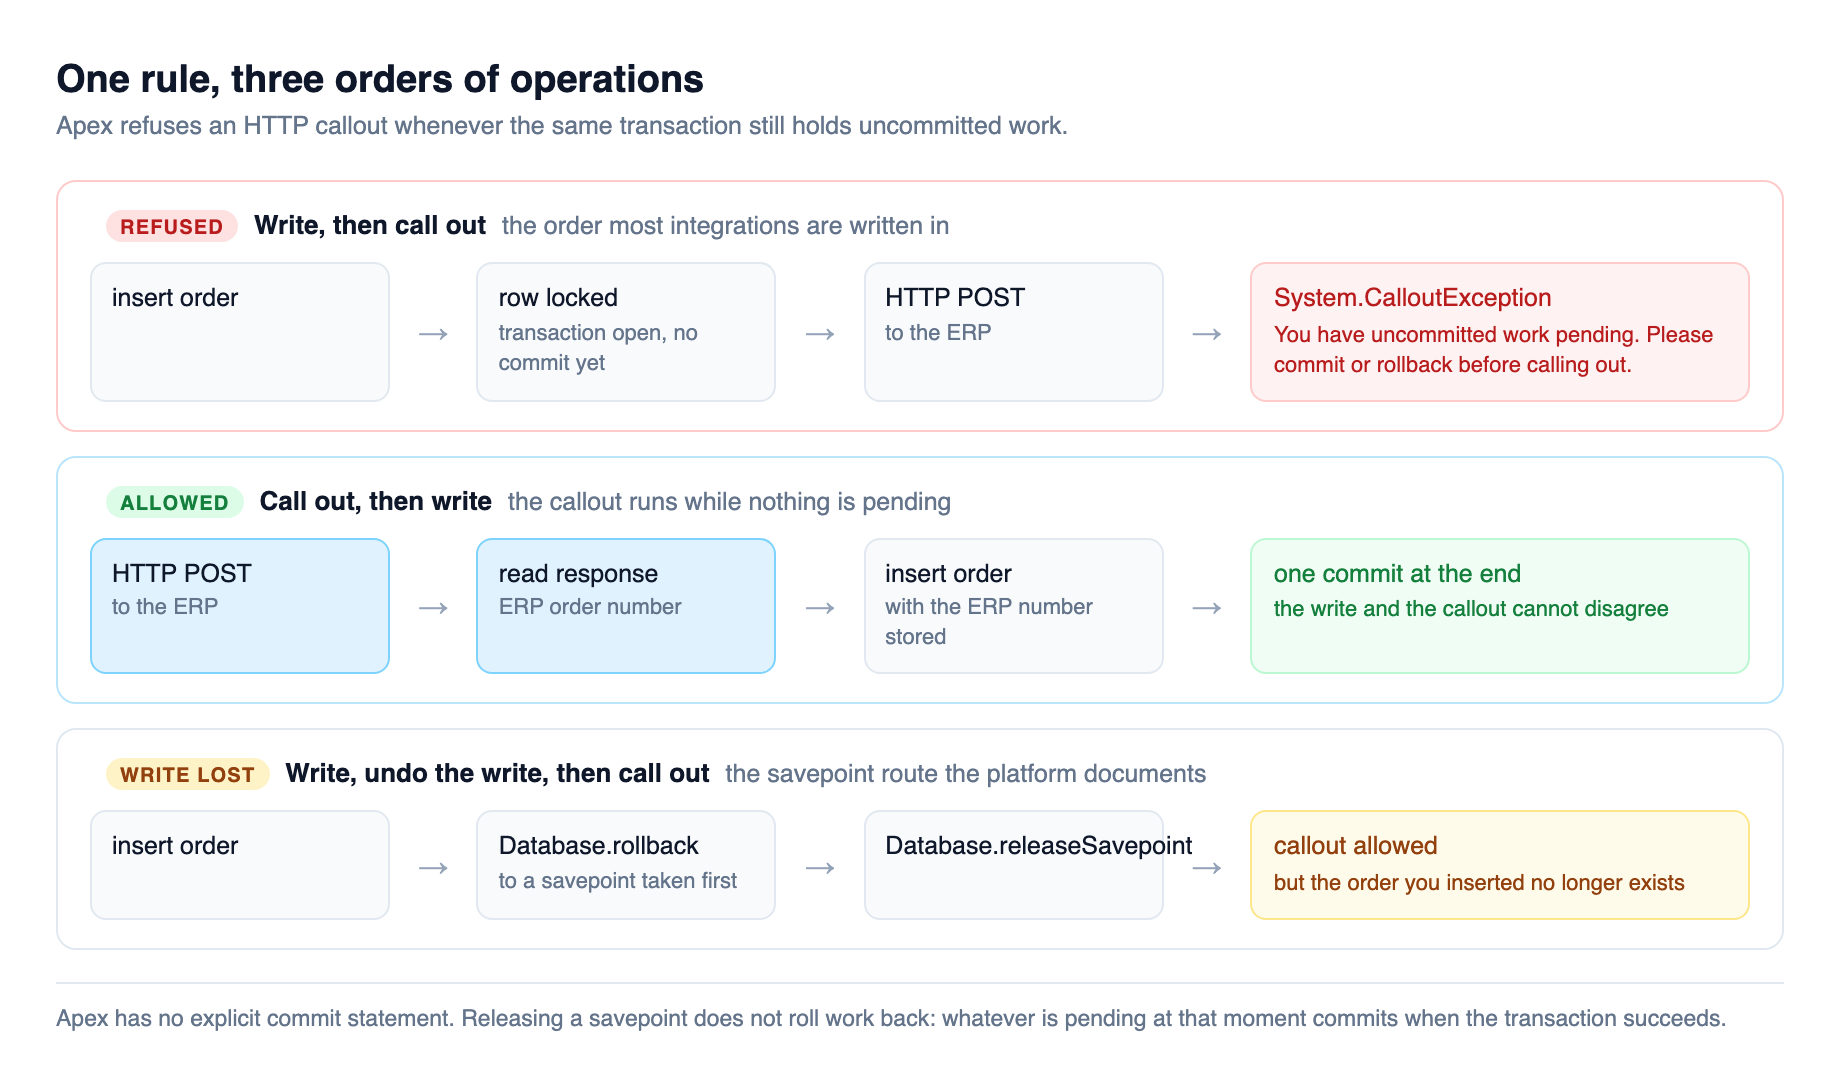 One rule, three orders of operations
Apex refuses an HTTP callout whenever the same transaction still holds uncommitted work.
REFUSED Write, then call out the order most integrations are written in
insert order
→
row locked
transaction open, no
commit yet
→
HTTP POST
to the ERP
→
System.CalloutException
You have uncommitted work pending. Please
commit or rollback before calling out.
ALLOWED Call out, then write the callout runs while nothing is pending
HTTP POST
to the ERP
→
read response
ERP order number
→
insert order
with the ERP number
stored
→
one commit at the end
the write and the callout cannot disagree
WRITE LOST Write, undo the write, then call out the savepoint route the platform documents
insert order
→
Database.rollback
to a savepoint taken first
→
Database.releaseSavepoint
→
callout allowed
but the order you inserted no longer exists
Apex has no explicit commit statement. Releasing a savepoint does not roll work back: whatever is pending at that moment commits when the transaction succeeds.